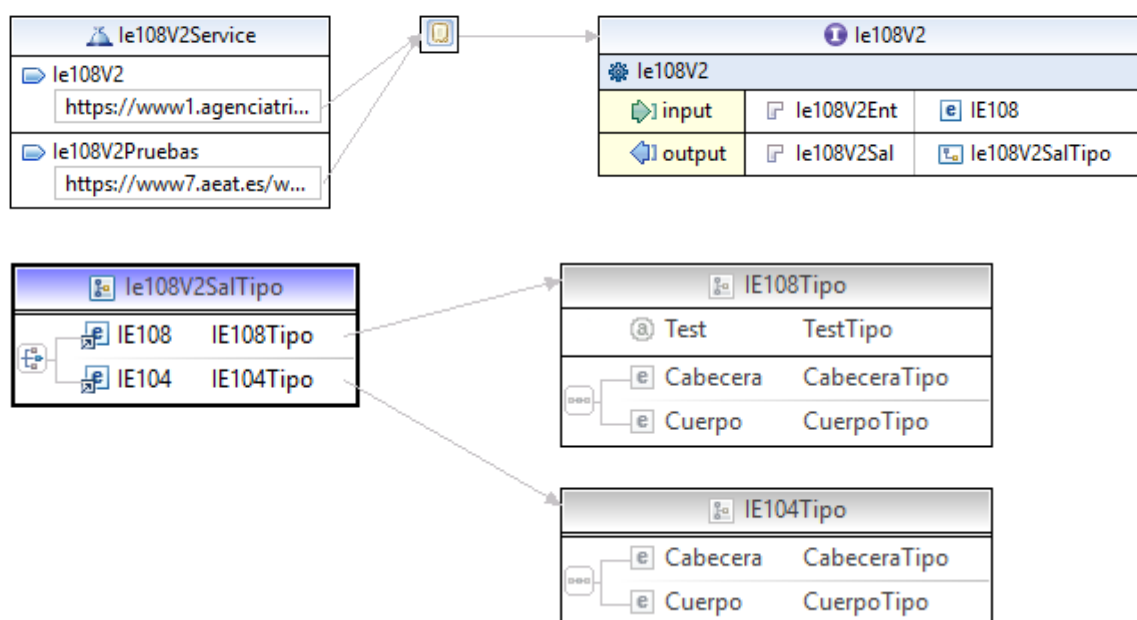 Ie108V2Service
Ie108V2
https://www1.agenciatri...
Ie108V2Pruebas
https://www7.aeat.es/w...
Ie108V2
Ie108V2
input Ie108V2Ent IE108
output Ie108V2Sal Ie108V2SalTipo
Ie108V2SalTipo
IE108 IE108Tipo
IE104 IE104Tipo
IE108Tipo
Test TestTipo
Cabecera CabeceraTipo
Cuerpo CuerpoTipo
IE104Tipo
Cabecera CabeceraTipo
Cuerpo CuerpoTipo